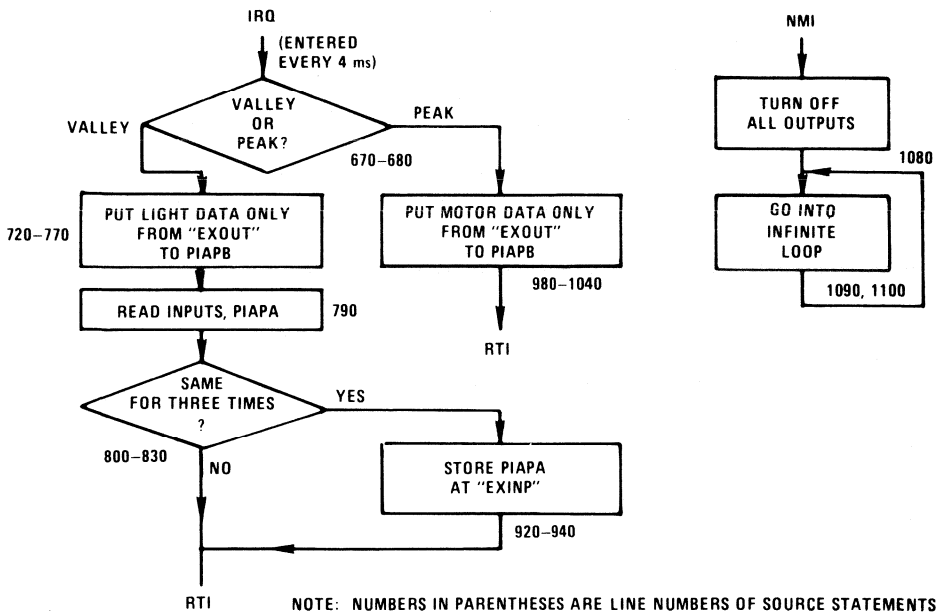 IRQ
(ENTERED
EVERY 4 ms)
VALLEY
OR
PEAK?
VALLEY
PEAK
670–680
PUT LIGHT DATA ONLY
FROM "EXOUT"
TO PIAPB
720–770
PUT MOTOR DATA ONLY
FROM "EXOUT"
TO PIAPB
980–1040
RTI
READ INPUTS, PIAPA
790
SAME
FOR THREE TIMES
?
YES
800–830
NO
STORE PIAPA
AT "EXINP"
920–940
RTI
NMI
TURN OFF
ALL OUTPUTS
1080
GO INTO
INFINITE
LOOP
1090, 1100
NOTE: NUMBERS IN PARENTHESES ARE LINE NUMBERS OF SOURCE STATEMENTS